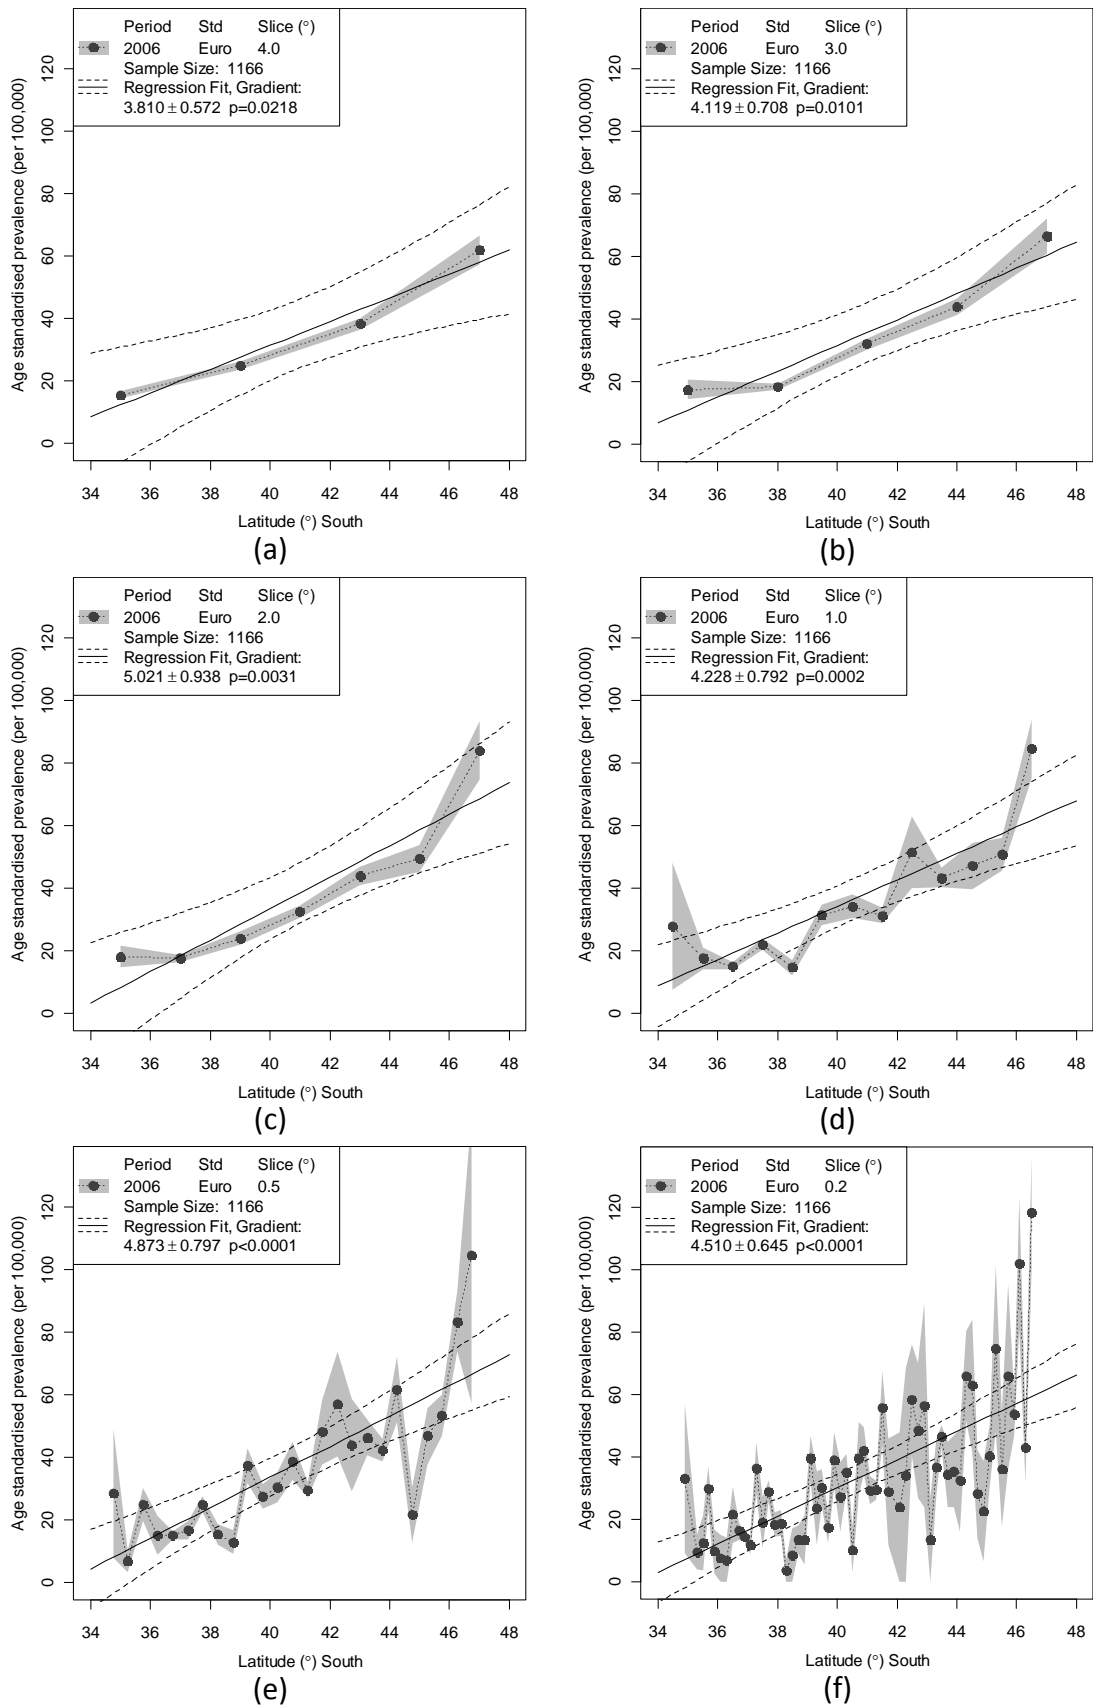 Period Std Slice (°)
2006 Euro 4.0
Sample Size: 1166
Regression Fit, Gradient:
3.810 ± 0.572 p=0.0218
Age standardised prevalence (per 100,000)
0 20 40 60 80 100 120
34 36 38 40 42 44 46 48
Latitude (°) South
(a)
Period Std Slice (°)
2006 Euro 3.0
Sample Size: 1166
Regression Fit, Gradient:
4.119 ± 0.708 p=0.0101
Age standardised prevalence (per 100,000)
0 20 40 60 80 100 120
34 36 38 40 42 44 46 48
Latitude (°) South
(b)
Period Std Slice (°)
2006 Euro 2.0
Sample Size: 1166
Regression Fit, Gradient:
5.021 ± 0.938 p=0.0031
Age standardised prevalence (per 100,000)
0 20 40 60 80 100 120
34 36 38 40 42 44 46 48
Latitude (°) South
(c)
Period Std Slice (°)
2006 Euro 1.0
Sample Size: 1166
Regression Fit, Gradient:
4.228 ± 0.792 p=0.0002
Age standardised prevalence (per 100,000)
0 20 40 60 80 100 120
34 36 38 40 42 44 46 48
Latitude (°) South
(d)
Period Std Slice (°)
2006 Euro 0.5
Sample Size: 1166
Regression Fit, Gradient:
4.873 ± 0.797 p<0.0001
Age standardised prevalence (per 100,000)
0 20 40 60 80 100 120
34 36 38 40 42 44 46 48
Latitude (°) South
(e)
Period Std Slice (°)
2006 Euro 0.2
Sample Size: 1166
Regression Fit, Gradient:
4.510 ± 0.645 p<0.0001
Age standardised prevalence (per 100,000)
0 20 40 60 80 100 120
34 36 38 40 42 44 46 48
Latitude (°) South
(f)